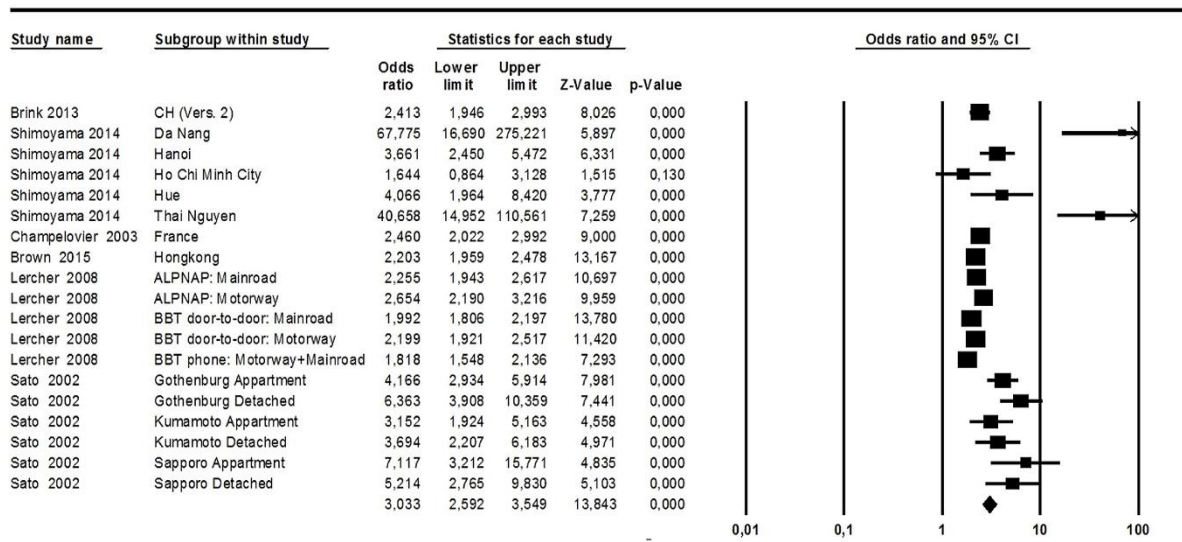 Study name Subgroup within study Statistics for each study Odds ratio and 95% CI
Odds Lower Upper
ratio limit limit Z-Value p-Value
Brink 2013 CH (Vers. 2) 2,413 1,946 2,993 8,026 0,000
Shimoyama 2014 Da Nang 67,775 16,690 275,221 5,897 0,000
Shimoyama 2014 Hanoi 3,661 2,450 5,472 6,331 0,000
Shimoyama 2014 Ho Chi Minh City 1,644 0,864 3,128 1,515 0,130
Shimoyama 2014 Hue 4,066 1,964 8,420 3,777 0,000
Shimoyama 2014 Thai Nguyen 40,658 14,952 110,561 7,259 0,000
Champelovier 2003 France 2,460 2,022 2,992 9,000 0,000
Brown 2015 Hongkong 2,203 1,959 2,478 13,167 0,000
Lercher 2008 ALPNAP: Mainroad 2,255 1,943 2,617 10,697 0,000
Lercher 2008 ALPNAP: Motorway 2,654 2,190 3,216 9,959 0,000
Lercher 2008 BBT door-to-door: Mainroad 1,992 1,806 2,197 13,780 0,000
Lercher 2008 BBT door-to-door: Motorway 2,199 1,921 2,517 11,420 0,000
Lercher 2008 BBT phone: Motorway+Mainroad 1,818 1,548 2,136 7,293 0,000
Sato 2002 Gothenburg Appartment 4,166 2,934 5,914 7,981 0,000
Sato 2002 Gothenburg Detached 6,363 3,908 10,359 7,441 0,000
Sato 2002 Kumamoto Appartment 3,152 1,924 5,163 4,558 0,000
Sato 2002 Kumamoto Detached 3,694 2,207 6,183 4,971 0,000
Sato 2002 Sapporo Appartment 7,117 3,212 15,771 4,835 0,000
Sato 2002 Sapporo Detached 5,214 2,765 9,830 5,103 0,000
3,033 2,592 3,549 13,843 0,000
0,01 0,1 1 10 100